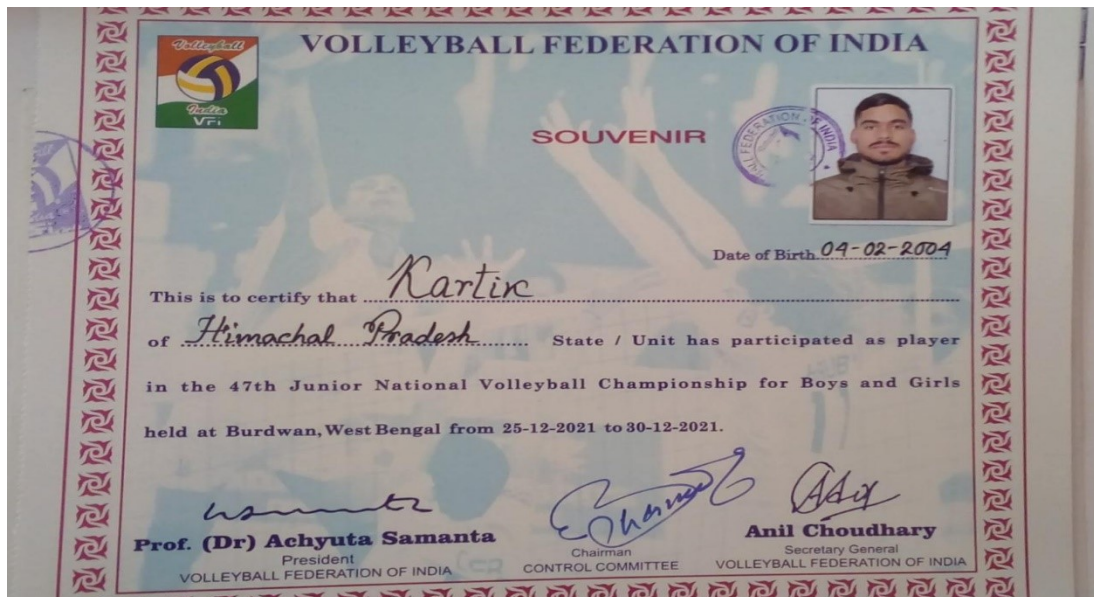 VOLLEYBALL FEDERATION OF INDIA
Volleyball
India
VFI
SOUVENIR
FEDERATION OF INDIA
Date of Birth 04-02-2004
This is to certify that Kartik
of Himachal Pradesh State / Unit has participated as player
in the 47th Junior National Volleyball Championship for Boys and Girls
held at Burdwan, West Bengal from 25-12-2021 to 30-12-2021.
Prof. (Dr) Achyuta Samanta
President
VOLLEYBALL FEDERATION OF INDIA
Chairman
CONTROL COMMITTEE
Anil Choudhary
Secretary General
VOLLEYBALL FEDERATION OF INDIA